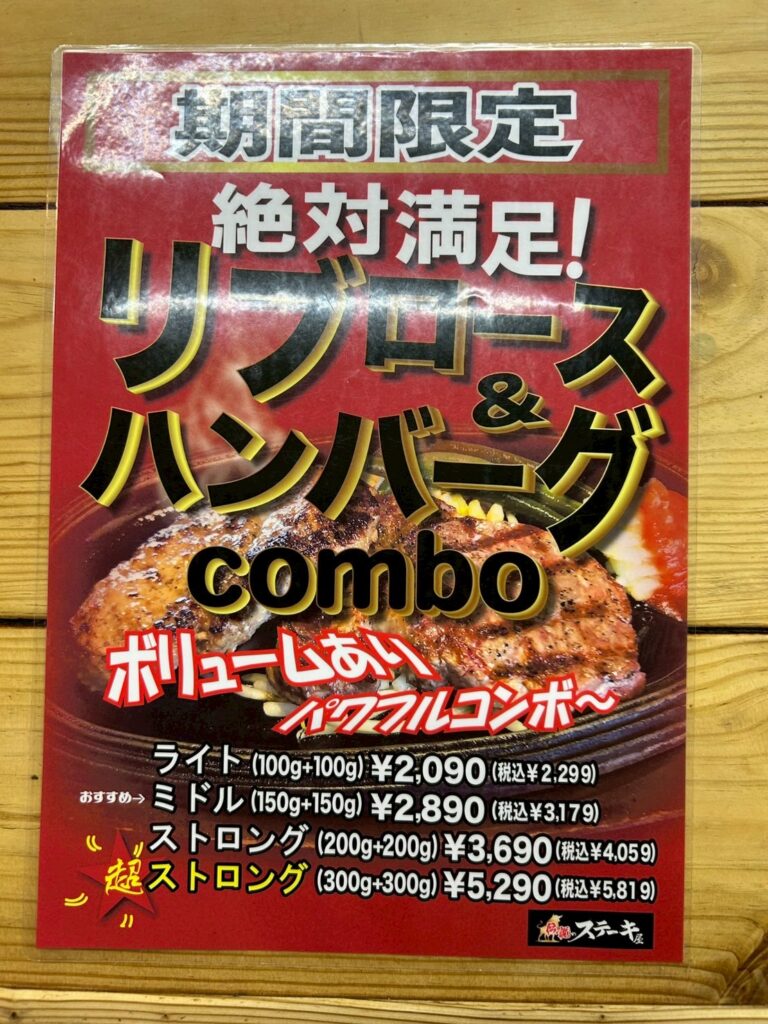 期間限定
絶対満足!
リブロース
&
ハンバーグ
combo
ボリュームあり
パワフルコンボ〜
ライト (100g+100g) ¥2,090 (税込¥2,299)
おすすめ→ ミドル (150g+150g) ¥2,890 (税込¥3,179)
ストロング (200g+200g) ¥3,690 (税込¥4,059)
超ストロング (300g+300g) ¥5,290 (税込¥5,819)
ステーキ屋